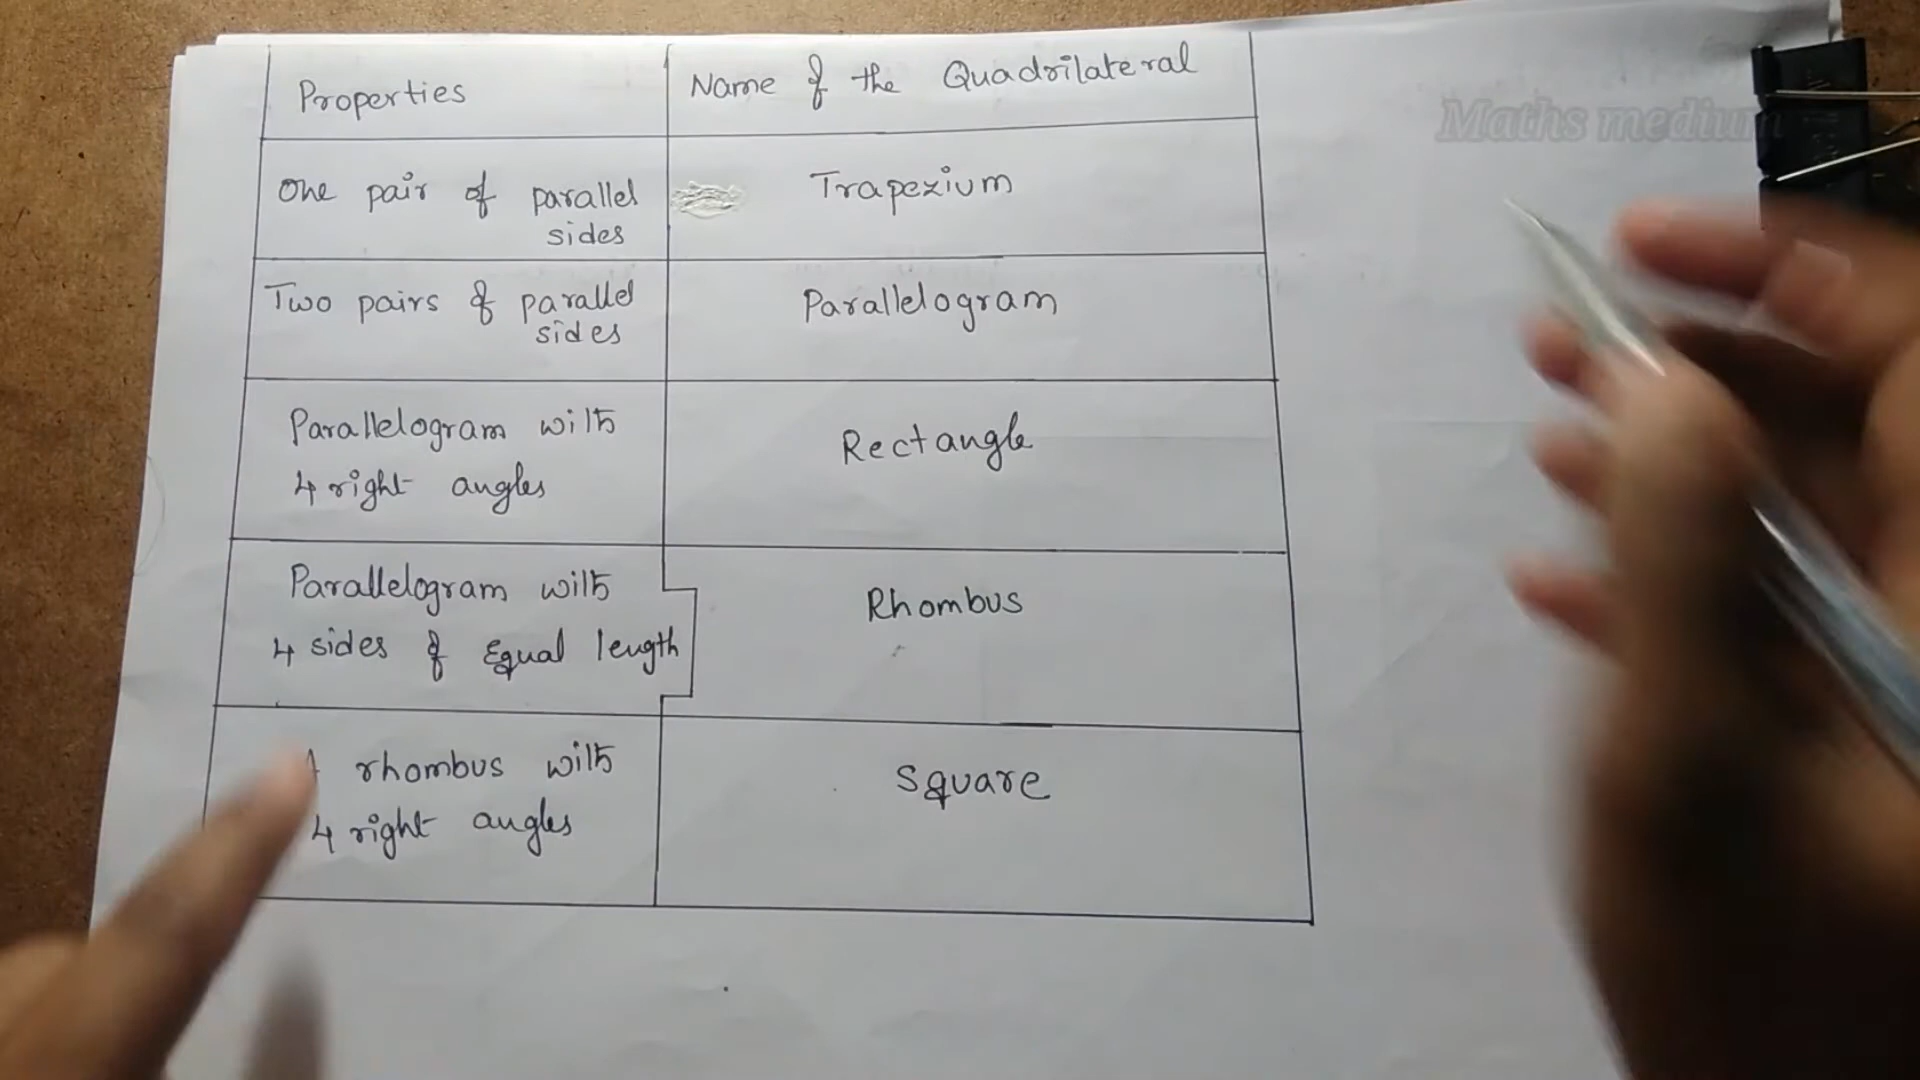 Properties
Name of the Quadrilateral
Maths medium
One pair of parallel
sides
Trapezium
Two pairs of parallel
sides
Parallelogram
Parallelogram with
4 right angles
Rectangle
Parallelogram with
4 sides of Equal length
Rhombus
A rhombus with
4 right angles
Square